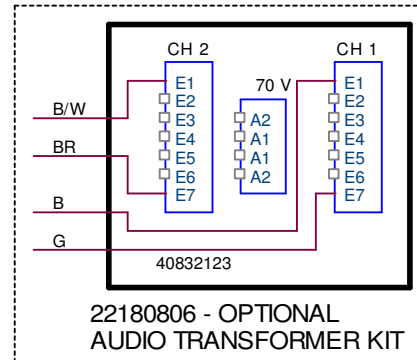 CH 2
CH 1
70 V
E1
E2
E3
E4
E5
E6
E7
A2
A1
A1
A2
E1
E2
E3
E4
E5
E6
E7
B/W
BR
B
G
40832123
22180806 - OPTIONAL
AUDIO TRANSFORMER KIT